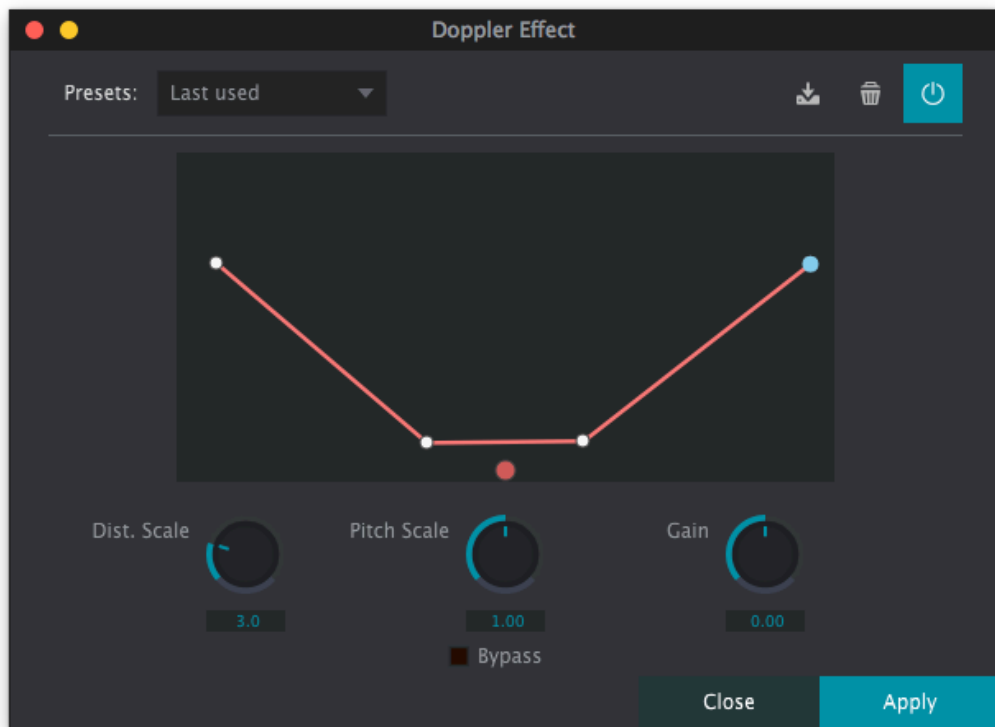 Doppler Effect
Presets: Last used
Dist. Scale
Pitch Scale
Gain
3.0
1.00
0.00
Bypass
Close
Apply